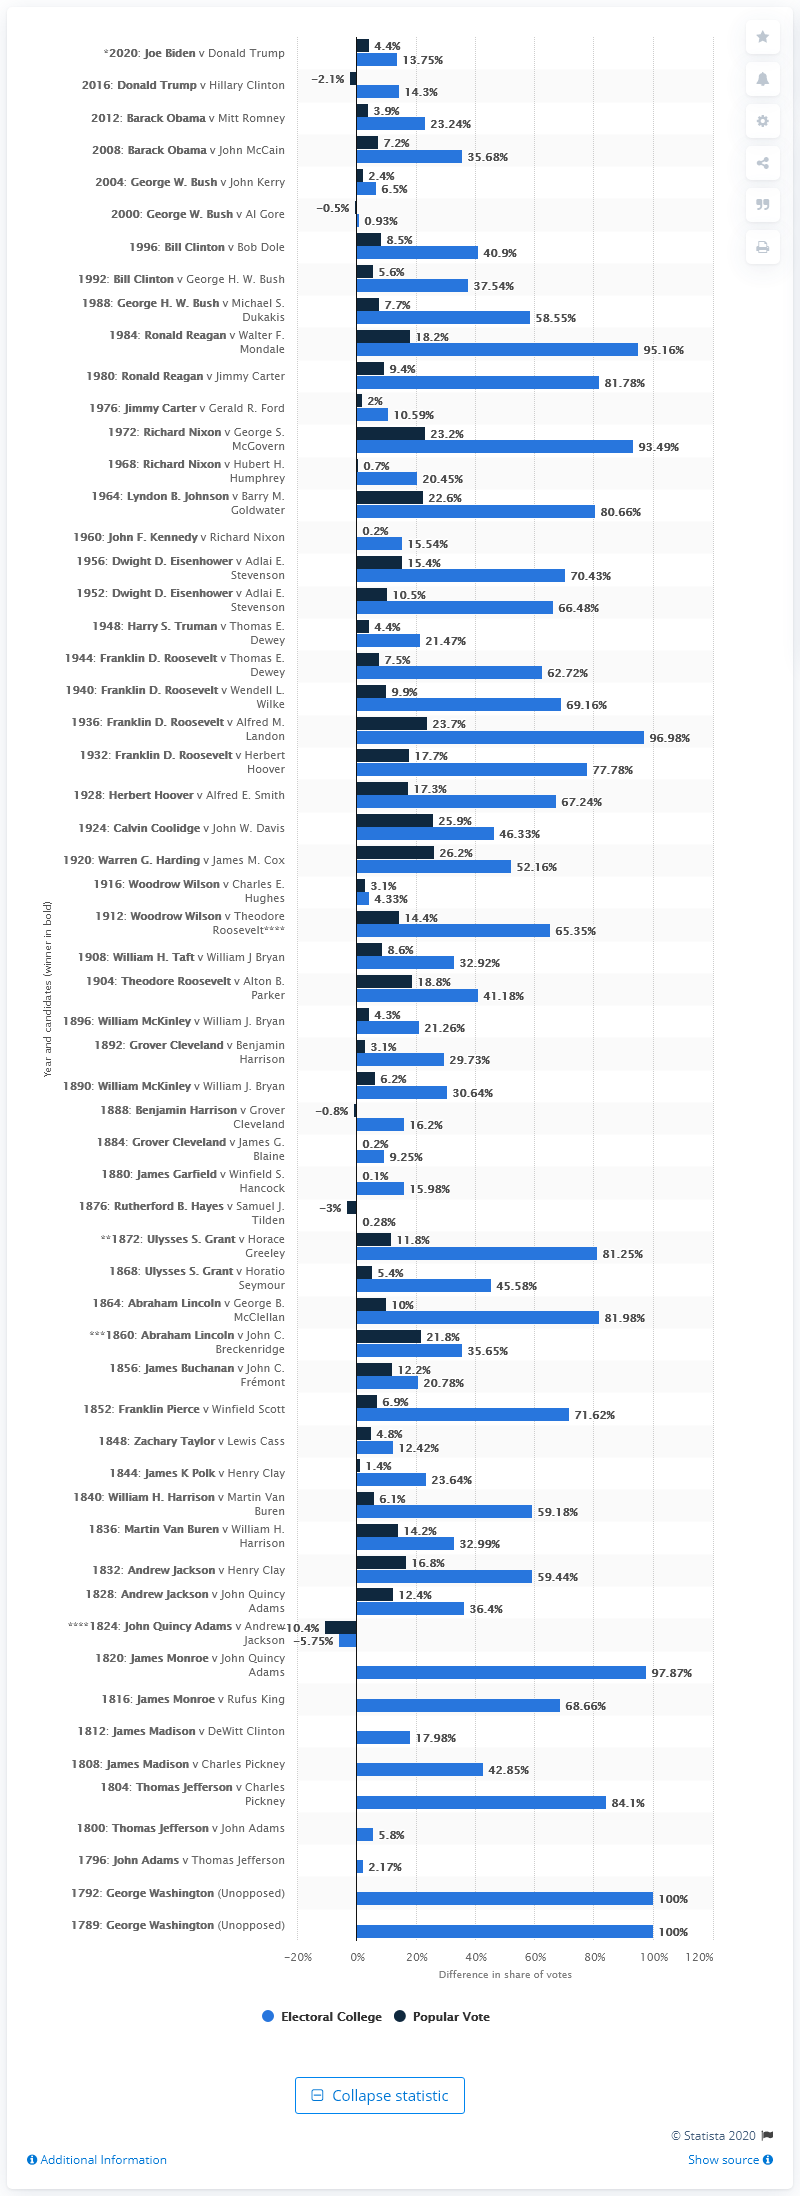 *2020: Joe Biden v Donald Trump
4.4%
13.75%
2016: Donald Trump v Hillary Clinton
−2.1%
14.3%
2012: Barack Obama v Mitt Romney
3.9%
23.24%
2008: Barack Obama v John McCain
7.2%
35.68%
2004: George W. Bush v John Kerry
2.4%
6.5%
2000: George W. Bush v Al Gore
−0.5%
0.93%
1996: Bill Clinton v Bob Dole
8.5%
40.9%
1992: Bill Clinton v George H. W. Bush
5.6%
37.54%
1988: George H. W. Bush v Michael S.
Dukakis
7.7%
58.55%
1984: Ronald Reagan v Walter F.
Mondale
18.2%
95.16%
1980: Ronald Reagan v Jimmy Carter
9.4%
81.78%
1976: Jimmy Carter v Gerald R. Ford
2%
10.59%
1972: Richard Nixon v George S.
McGovern
23.2%
93.49%
1968: Richard Nixon v Hubert H.
Humphrey
0.7%
20.45%
1964: Lyndon B. Johnson v Barry M.
Goldwater
22.6%
80.66%
1960: John F. Kennedy v Richard Nixon
0.2%
15.54%
1956: Dwight D. Eisenhower v Adlai E.
Stevenson
15.4%
70.43%
1952: Dwight D. Eisenhower v Adlai E.
Stevenson
10.5%
66.48%
1948: Harry S. Truman v Thomas E.
Dewey
4.4%
21.47%
1944: Franklin D. Roosevelt v Thomas E.
Dewey
7.5%
62.72%
1940: Franklin D. Roosevelt v Wendell L.
Wilke
9.9%
69.16%
1936: Franklin D. Roosevelt v Alfred M.
Landon
23.7%
96.98%
1932: Franklin D. Roosevelt v Herbert
Hoover
17.7%
77.78%
1928: Herbert Hoover v Alfred E. Smith
17.3%
67.24%
1924: Calvin Coolidge v John W. Davis
25.9%
46.33%
1920: Warren G. Harding v James M. Cox
26.2%
52.16%
1916: Woodrow Wilson v Charles E.
Hughes
3.1%
4.33%
1912: Woodrow Wilson v Theodore
Roosevelt****
14.4%
65.35%
1908: William H. Taft v William J Bryan
8.6%
32.92%
1904: Theodore Roosevelt v Alton B.
Parker
18.8%
41.18%
1896: William McKinley v William J. Bryan
4.3%
21.26%
1892: Grover Cleveland v Benjamin
Harrison
3.1%
29.73%
1890: William McKinley v William J. Bryan
6.2%
30.64%
1888: Benjamin Harrison v Grover
Cleveland
−0.8%
16.2%
1884: Grover Cleveland v James G.
Blaine
0.2%
9.25%
1880: James Garfield v Winfield S.
Hancock
0.1%
15.98%
1876: Rutherford B. Hayes v Samuel J.
Tilden
−3%
0.28%
**1872: Ulysses S. Grant v Horace
Greeley
11.8%
81.25%
1868: Ulysses S. Grant v Horatio
Seymour
5.4%
45.58%
1864: Abraham Lincoln v George B.
McClellan
10%
81.98%
***1860: Abraham Lincoln v John C.
Breckenridge
21.8%
35.65%
1856: James Buchanan v John C.
Frémont
12.2%
20.78%
1852: Franklin Pierce v Winfield Scott
6.9%
71.62%
1848: Zachary Taylor v Lewis Cass
4.8%
12.42%
1844: James K Polk v Henry Clay
1.4%
23.64%
1840: William H. Harrison v Martin Van
Buren
6.1%
59.18%
1836: Martin Van Buren v William H.
Harrison
14.2%
32.99%
1832: Andrew Jackson v Henry Clay
16.8%
59.44%
1828: Andrew Jackson v John Quincy
Adams
12.4%
36.4%
****1824: John Quincy Adams v Andrew
Jackson
−10.4%
−5.75%
1820: James Monroe v John Quincy
Adams
97.87%
1816: James Monroe v Rufus King
68.66%
1812: James Madison v DeWitt Clinton
17.98%
1808: James Madison v Charles Pickney
42.85%
1804: Thomas Jefferson v Charles
Pickney
84.1%
1800: Thomas Jefferson v John Adams
5.8%
1796: John Adams v Thomas Jefferson
2.17%
1792: George Washington (Unopposed)
100%
1789: George Washington (Unopposed)
100%
Year and candidates (winner in bold)
−20% 0% 20% 40% 60% 80% 100% 120%
Difference in share of votes
Electoral College Popular Vote
Collapse statistic
© Statista 2020
Additional Information
Show source